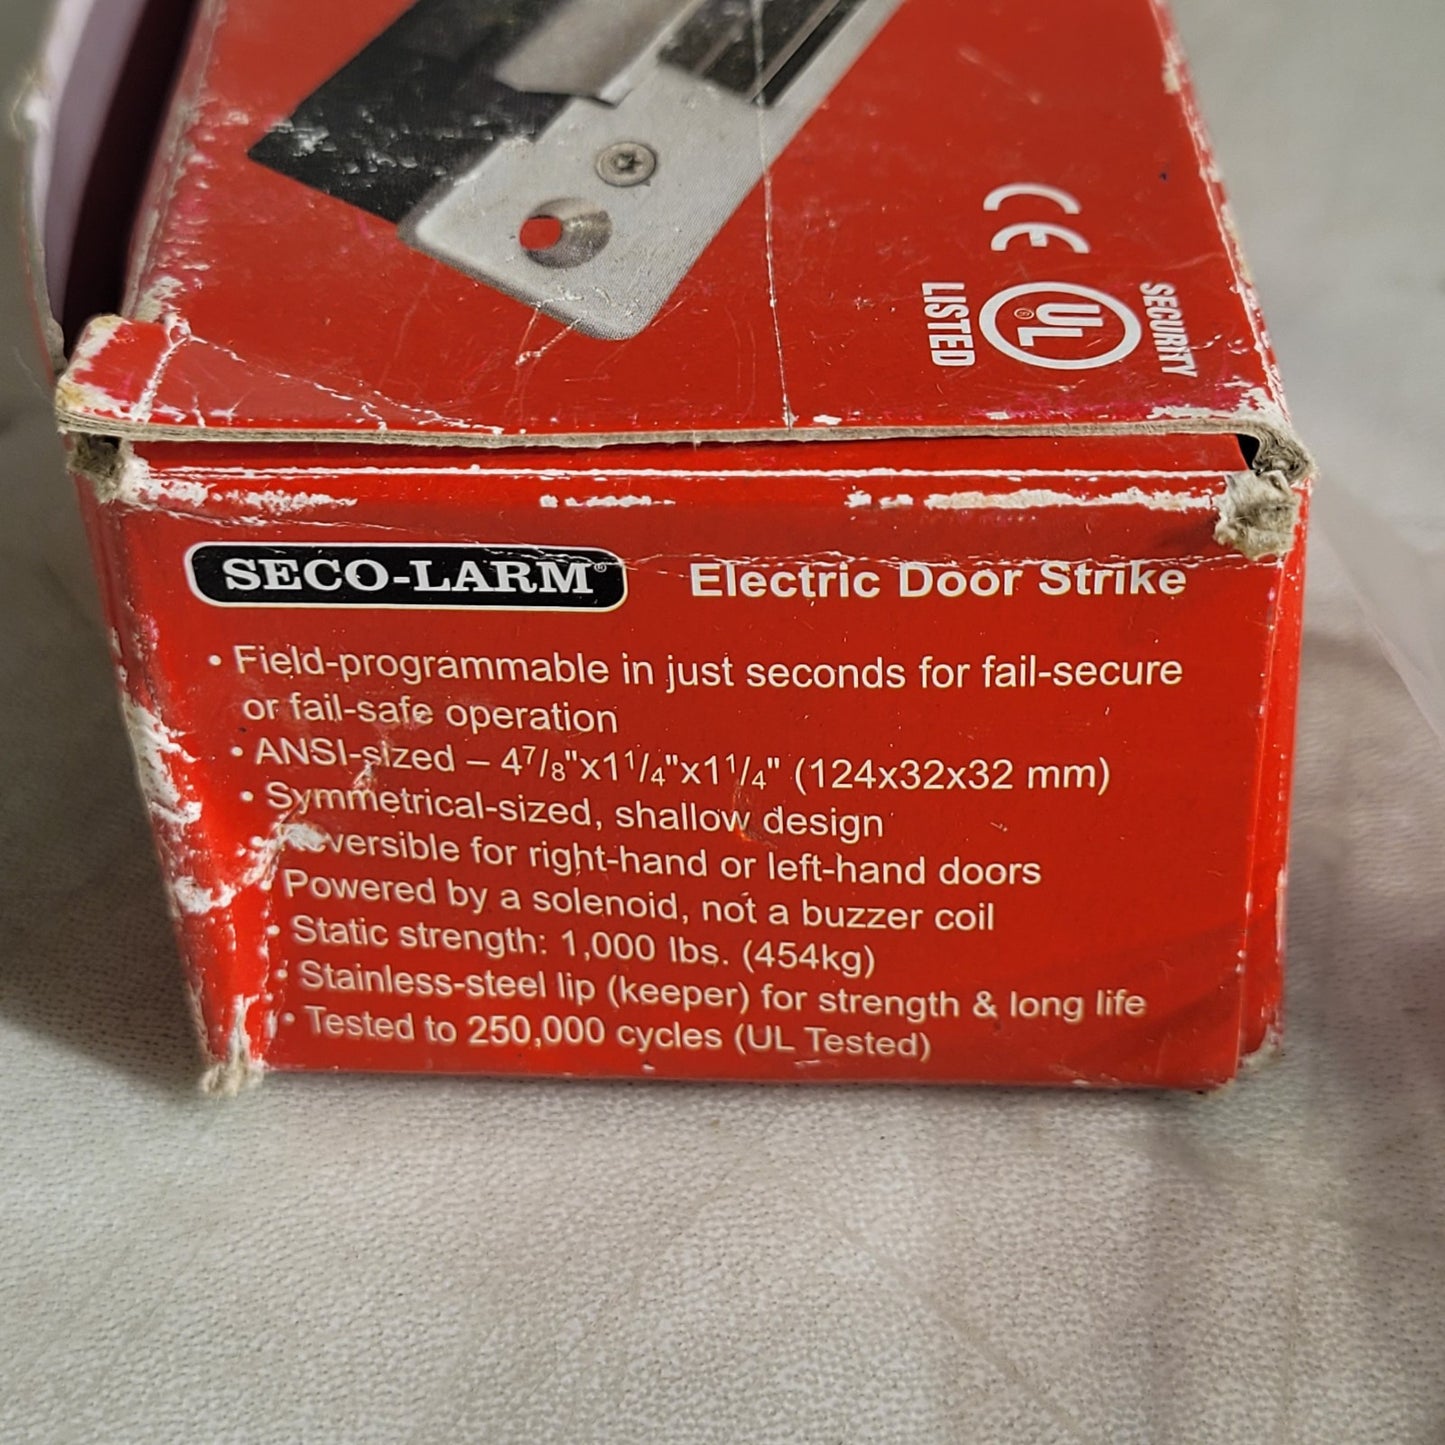 CE
SECURITY
UL
®
LISTED
SECO-LARM® Electric Door Strike
• Field-programmable in just seconds for fail-secure
or fail-safe operation
• ANSI-sized – 4⁷/₈"x1¹/₄"x1¹/₄" (124x32x32 mm)
• Symmetrical-sized, shallow design
Reversible for right-hand or left-hand doors
Powered by a solenoid, not a buzzer coil
• Static strength: 1,000 lbs. (454kg)
• Stainless-steel lip (keeper) for strength & long life
• Tested to 250,000 cycles (UL Tested)